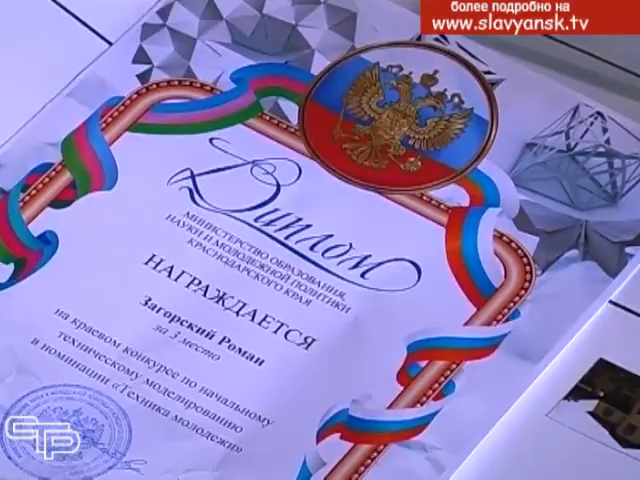 более подробно на
www.slavyansk.tv
Диплом
МИНИСТЕРСТВО ОБРАЗОВАНИЯ,
НАУКИ И МОЛОДЕЖНОЙ ПОЛИТИКИ
КРАСНОДАРСКОГО КРАЯ
НАГРАЖДАЕТСЯ
Загорский Роман
за 3 место
на краевом конкурсе по начальному
техническому моделированию
в номинации «Техника молодежи»
СТР